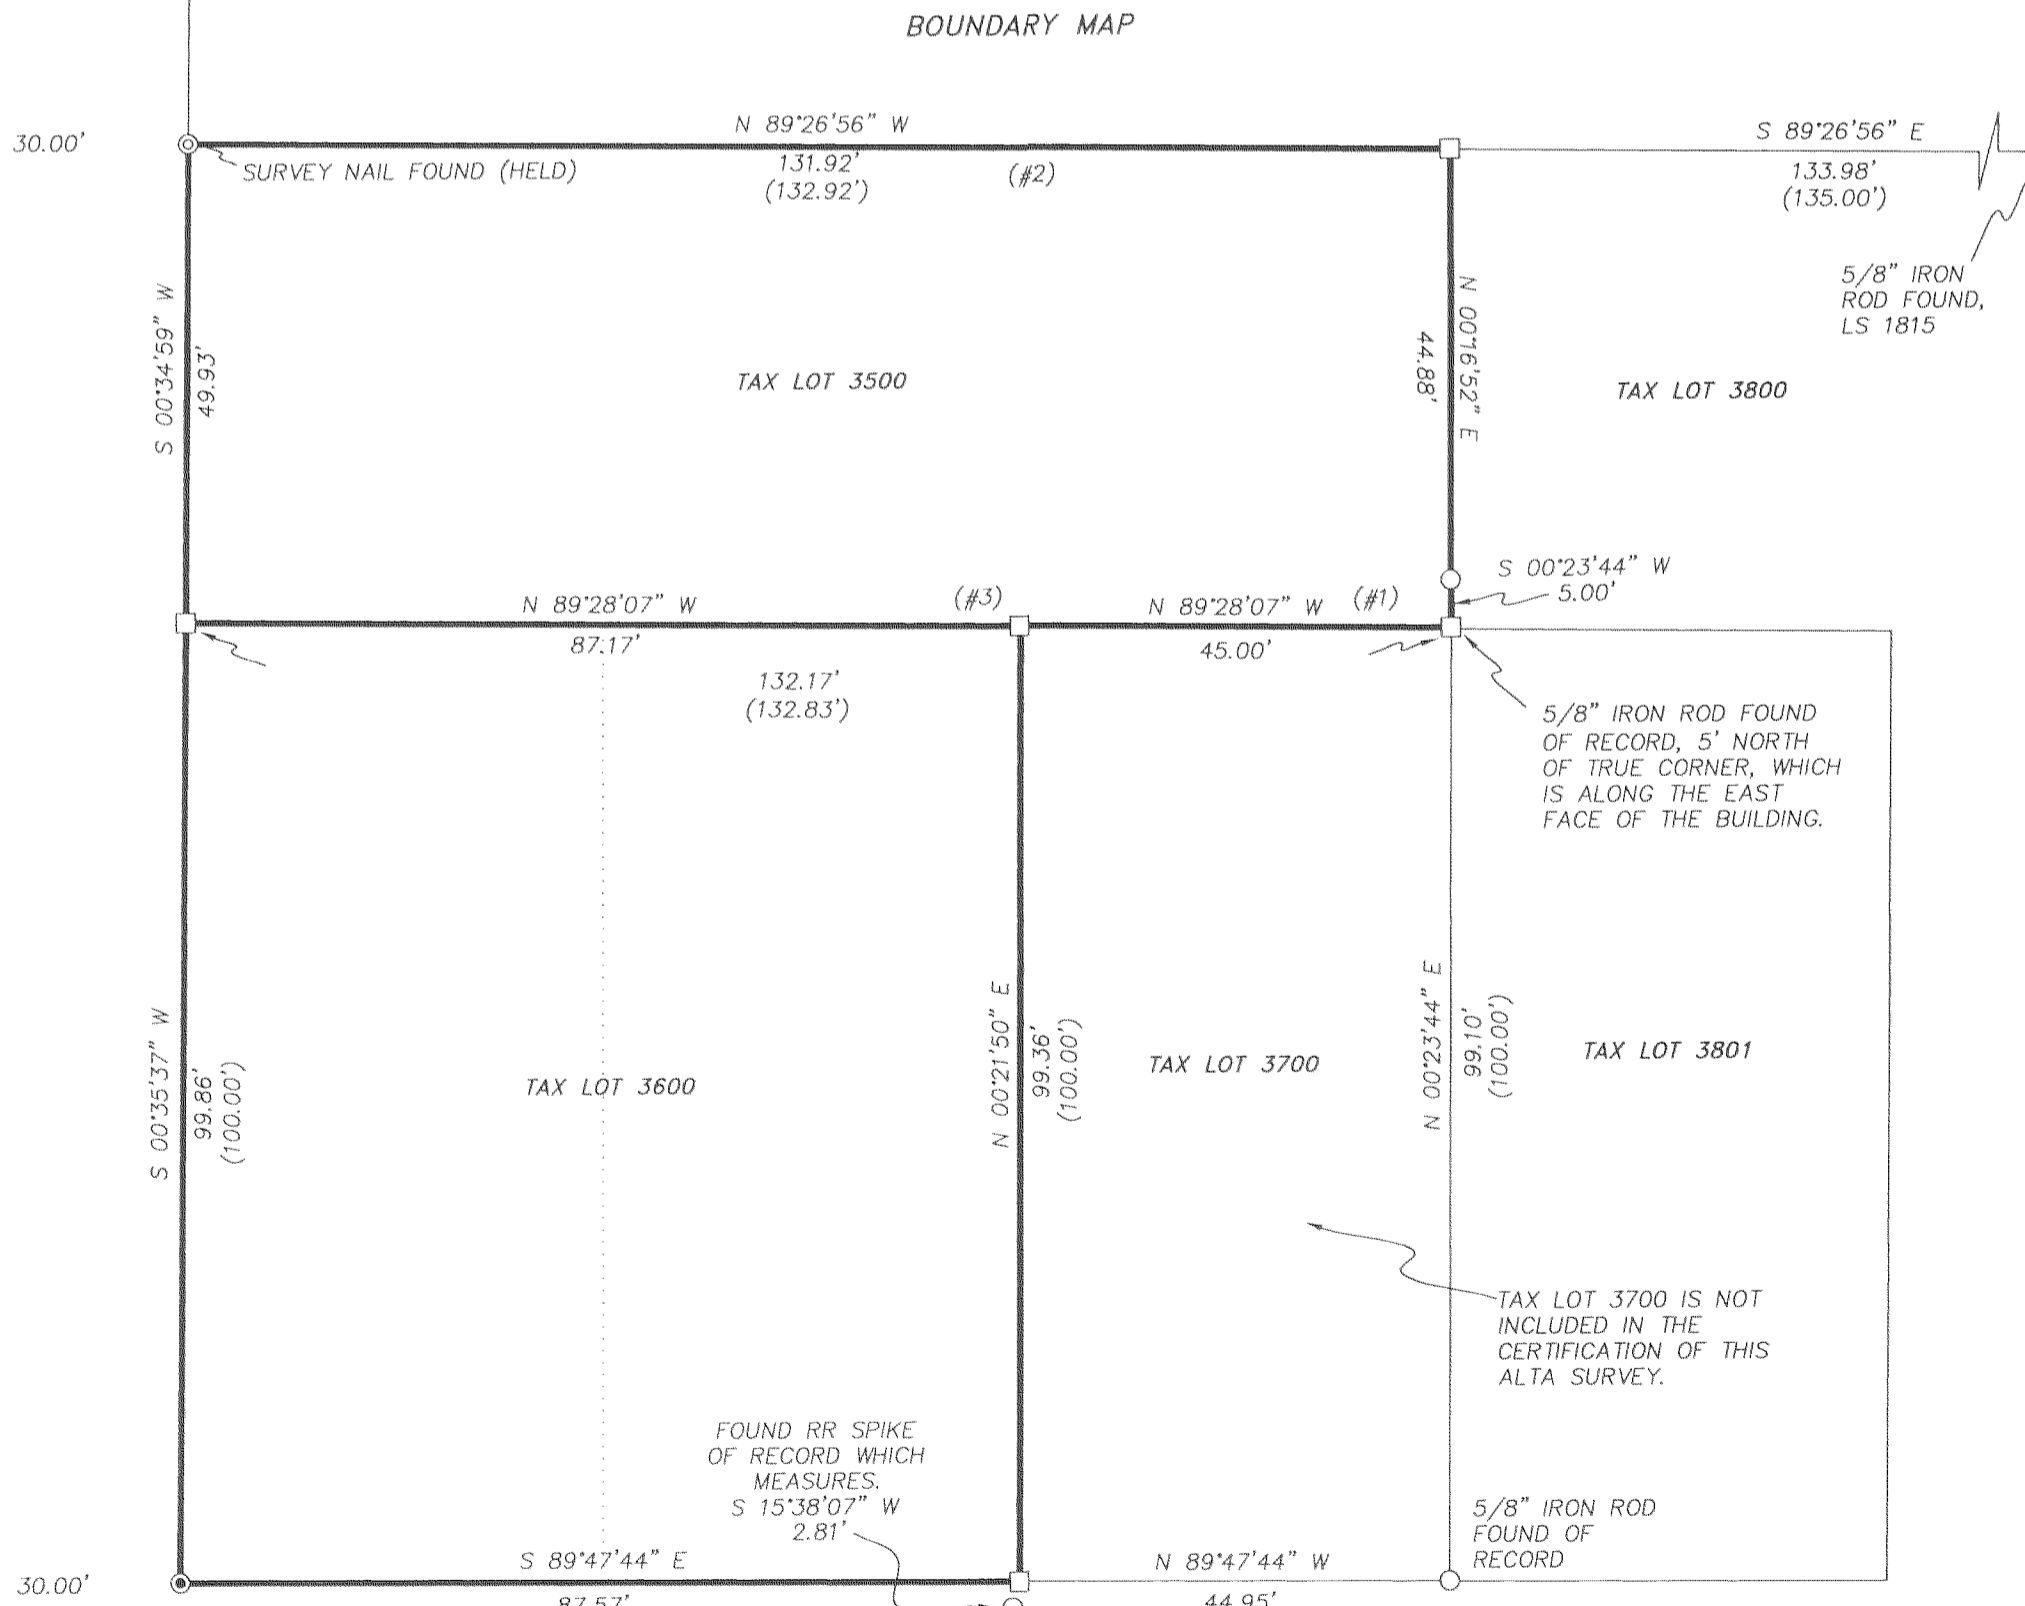 BOUNDARY MAP
30.00'
N 89°26'56" W
S 89°26'56" E
SURVEY NAIL FOUND (HELD)
131.92'
(132.92')
(#2)
133.98'
(135.00')
5/8" IRON
ROD FOUND,
LS 1815
S 00°34'59" W
49.93'
TAX LOT 3500
44.88'
N 00°16'52" E
TAX LOT 3800
S 00°23'44" W
5.00'
N 89°28'07" W
(#3)
N 89°28'07" W
(#1)
87.17'
45.00'
132.17'
(132.83')
5/8" IRON ROD FOUND
OF RECORD, 5' NORTH
OF TRUE CORNER, WHICH
IS ALONG THE EAST
FACE OF THE BUILDING.
S 00°35'37" W
99.86'
(100.00')
TAX LOT 3600
N 00°21'50" E
99.36'
(100.00')
TAX LOT 3700
N 00°23'44" E
99.10'
(100.00')
TAX LOT 3801
TAX LOT 3700 IS NOT
INCLUDED IN THE
CERTIFICATION OF THIS
ALTA SURVEY.
FOUND RR SPIKE
OF RECORD WHICH
MEASURES.
S 15°38'07" W
2.81'
5/8" IRON ROD
FOUND OF
RECORD
30.00'
S 89°47'44" E
N 89°47'44" W
87.57'
44.95'